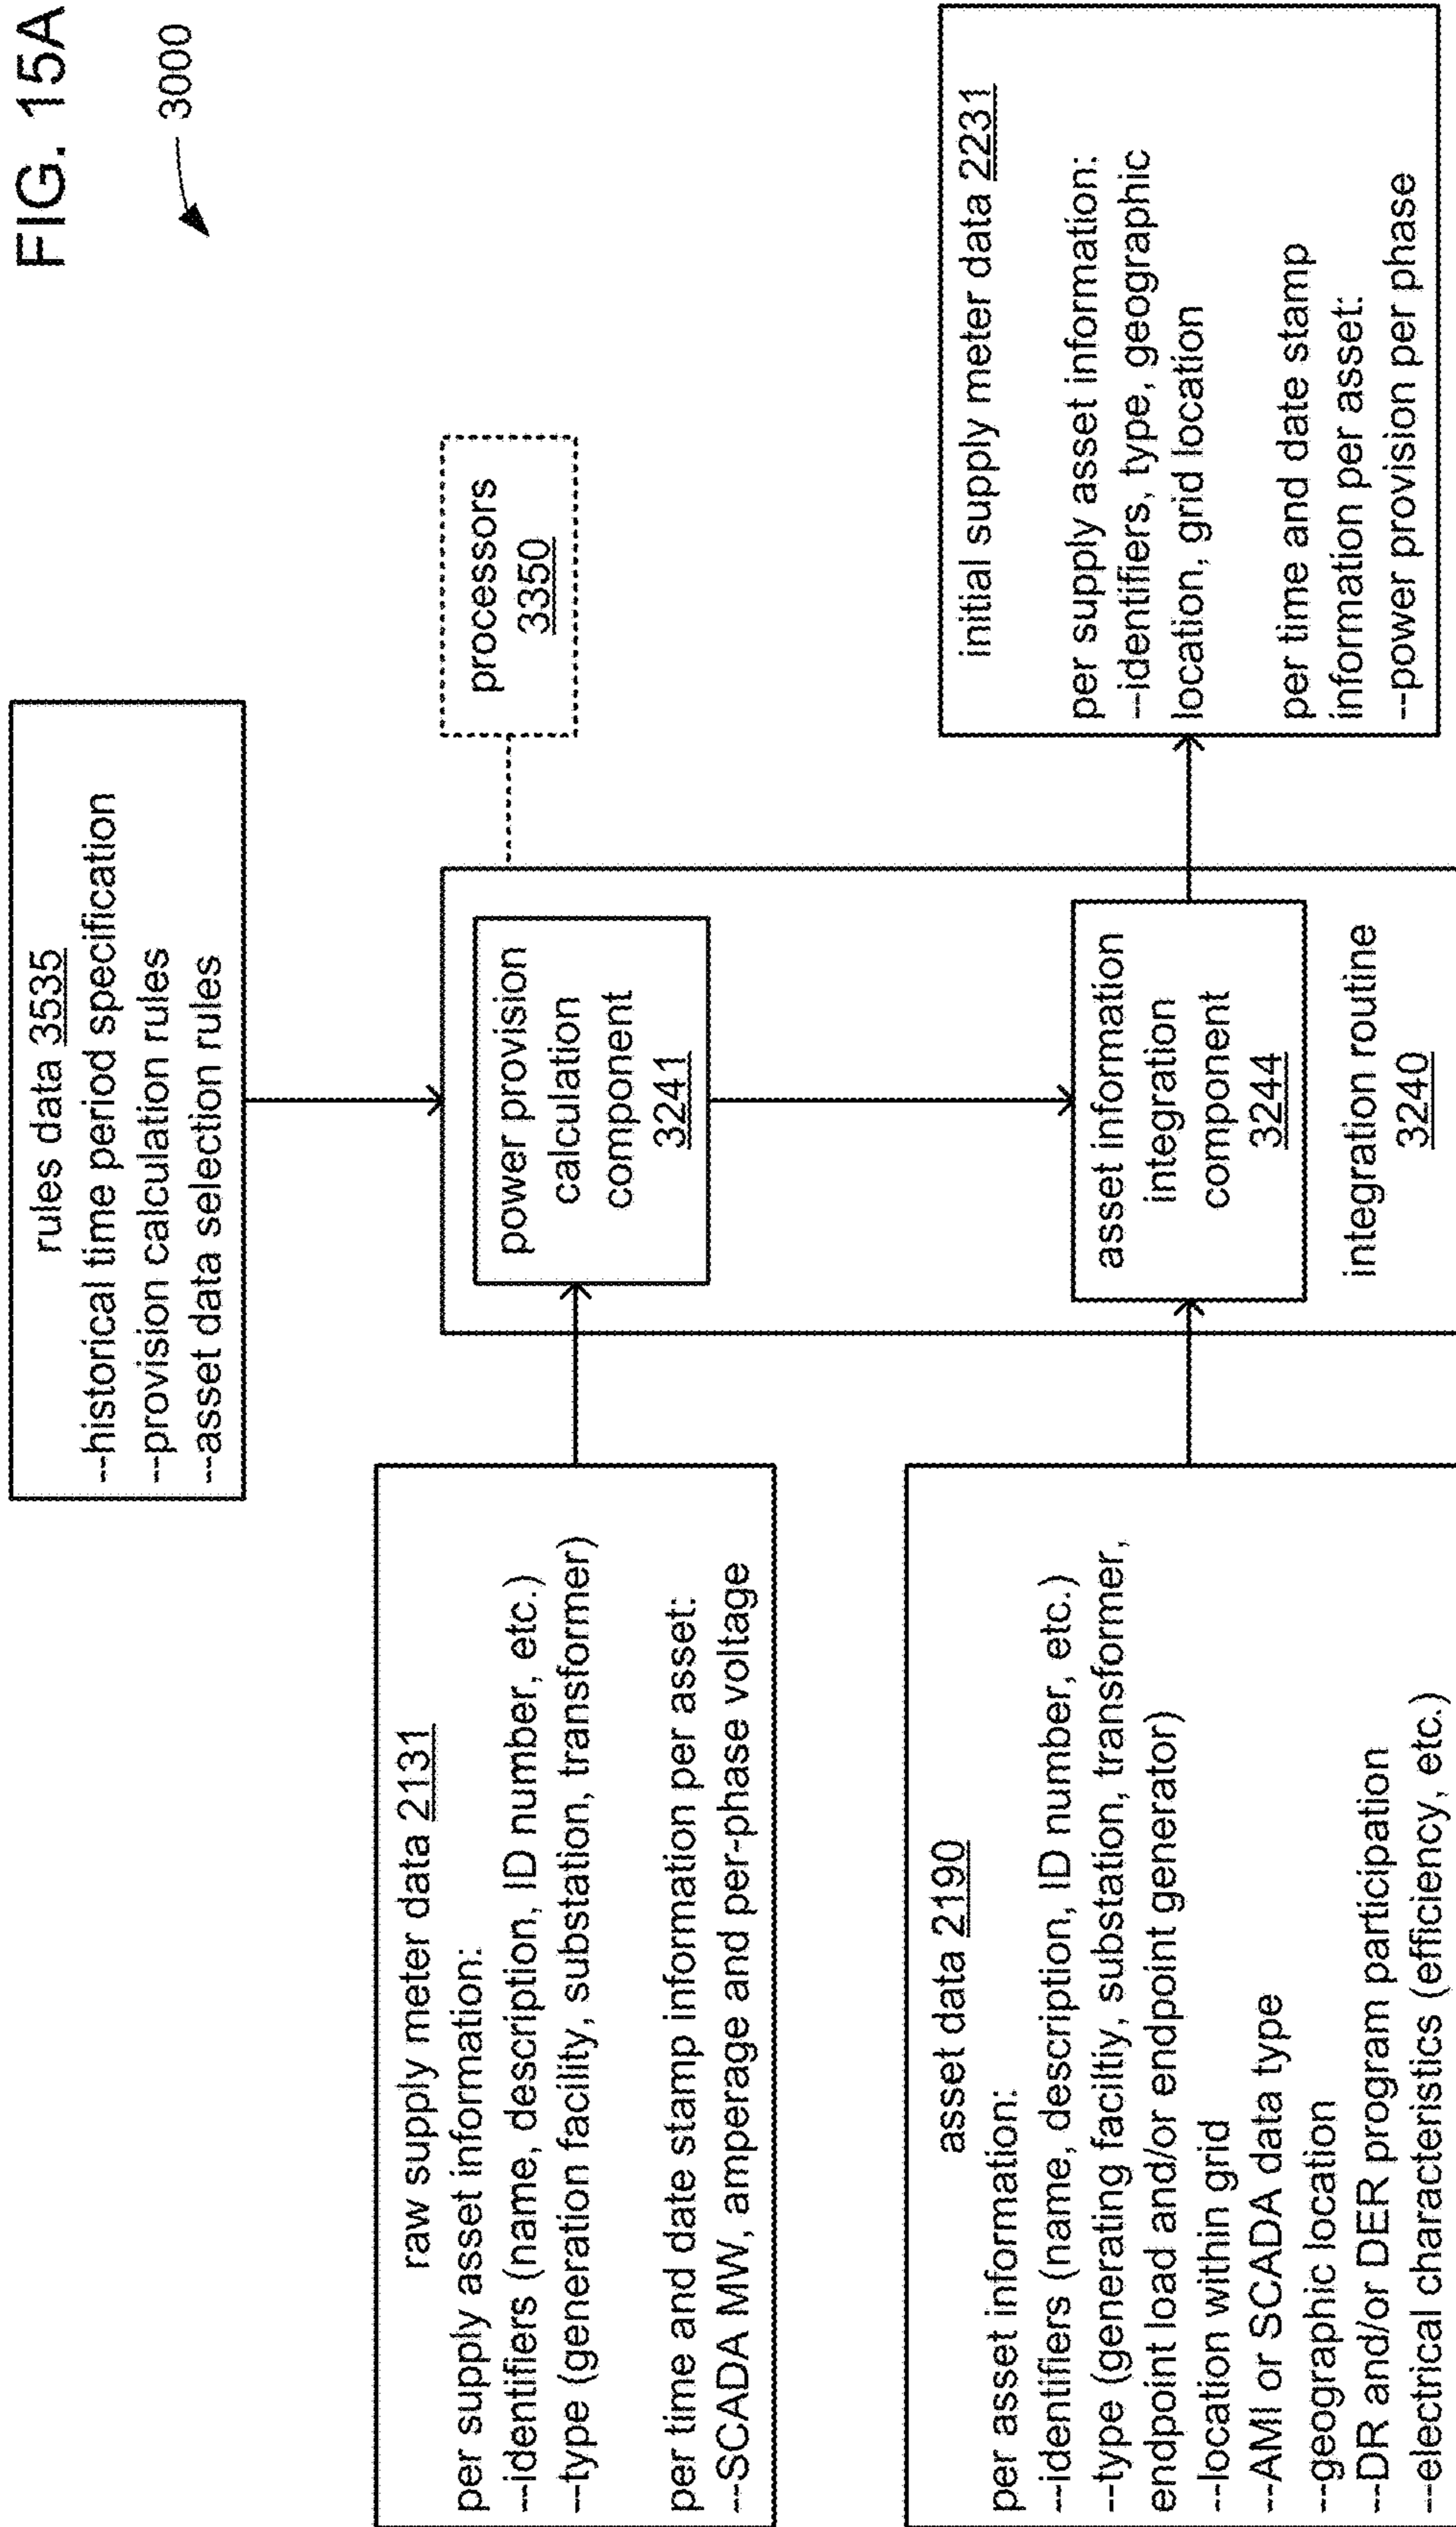 FIG. 15A
3000
rules data 3535
--historical time period specification
--provision calculation rules
--asset data selection rules
raw supply meter data 2131
per supply asset information:
--identifiers (name, description, ID number, etc.)
--type (generation facility, substation, transformer)
per time and date stamp information per asset:
--SCADA MW, amperage and per-phase voltage
power provision
calculation
component
3241
processors
3350
asset data 2190
per asset information:
--identifiers (name, description, ID number, etc.)
--type (generating faciltiy, substation, transformer,
endpoint load and/or endpoint generator)
--location within grid
--AMI or SCADA data type
--geographic location
--DR and/or DER program participation
--electrical characteristics (efficiency, etc.)
asset information
integration
component
3244
integration routine
3240
initial supply meter data 2231
per supply asset information:
--identifiers, type, geographic
location, grid location
per time and date stamp
information per asset:
--power provision per phase